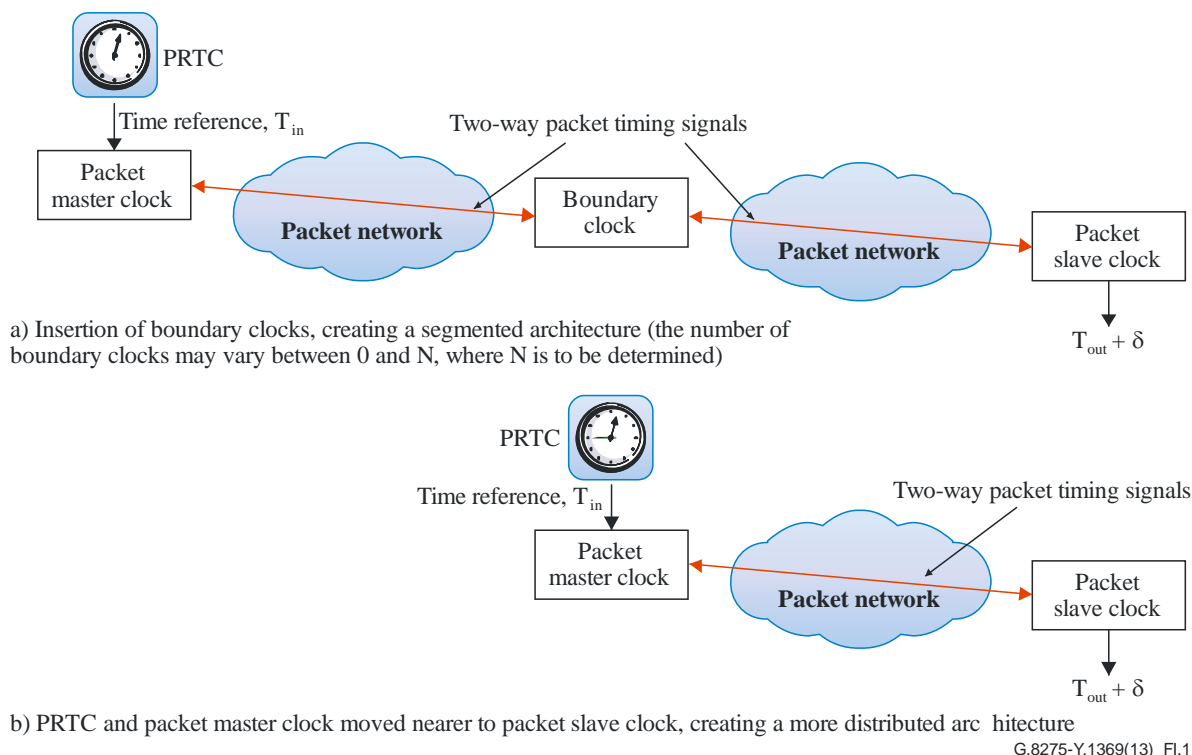 PRTC
Time reference, T in
Two-way packet timing signals
Packet
master clock
Packet network
Boundary
clock
Packet network
Packet
slave clock
T out + δ
a) Insertion of boundary clocks, creating a segmented architecture (the number of
boundary clocks may vary between 0 and N, where N is to be determined)
PRTC
Time reference, T in
Two-way packet timing signals
Packet
master clock
Packet network
Packet
slave clock
T out + δ
b) PRTC and packet master clock moved nearer to packet slave clock, creating a more distributed arc hitecture
G.8275-Y.1369(13)_FI.1